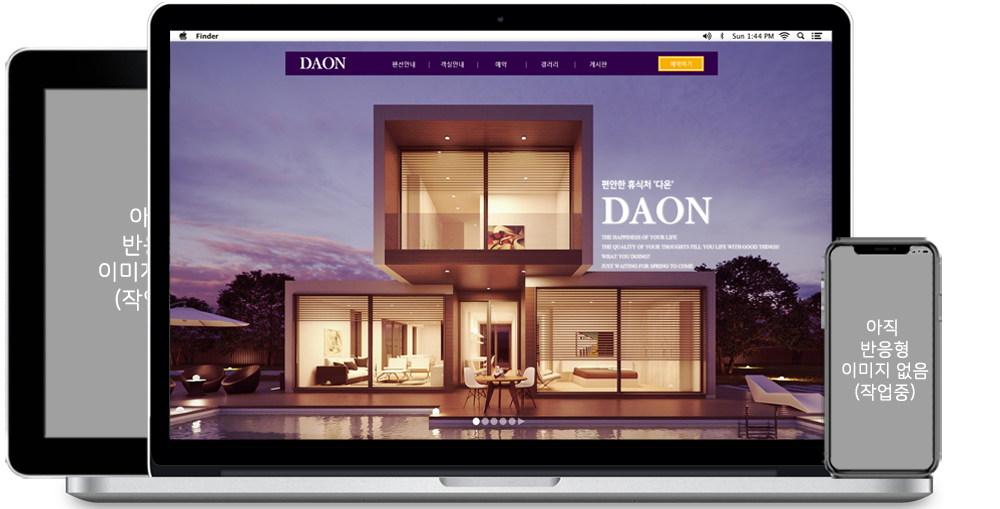 Finder
Sun 1:44 PM
DAON
팬션안내 | 객실안내 | 예약 | 갤러리 | 게시판
예약하기
편안한 휴식처 '다온'
DAON
THE HAPPINESS OF YOUR LIFE
THE QUALITY OF YOUR THOUGHTS FILL YOU LIFE WITH GOOD THINGS!
WHAT YOU DOING?
JUST WAITING FOR SPRING TO COME
아
반
이미지
(작업
아직
반응형
이미지 없음
(작업중)